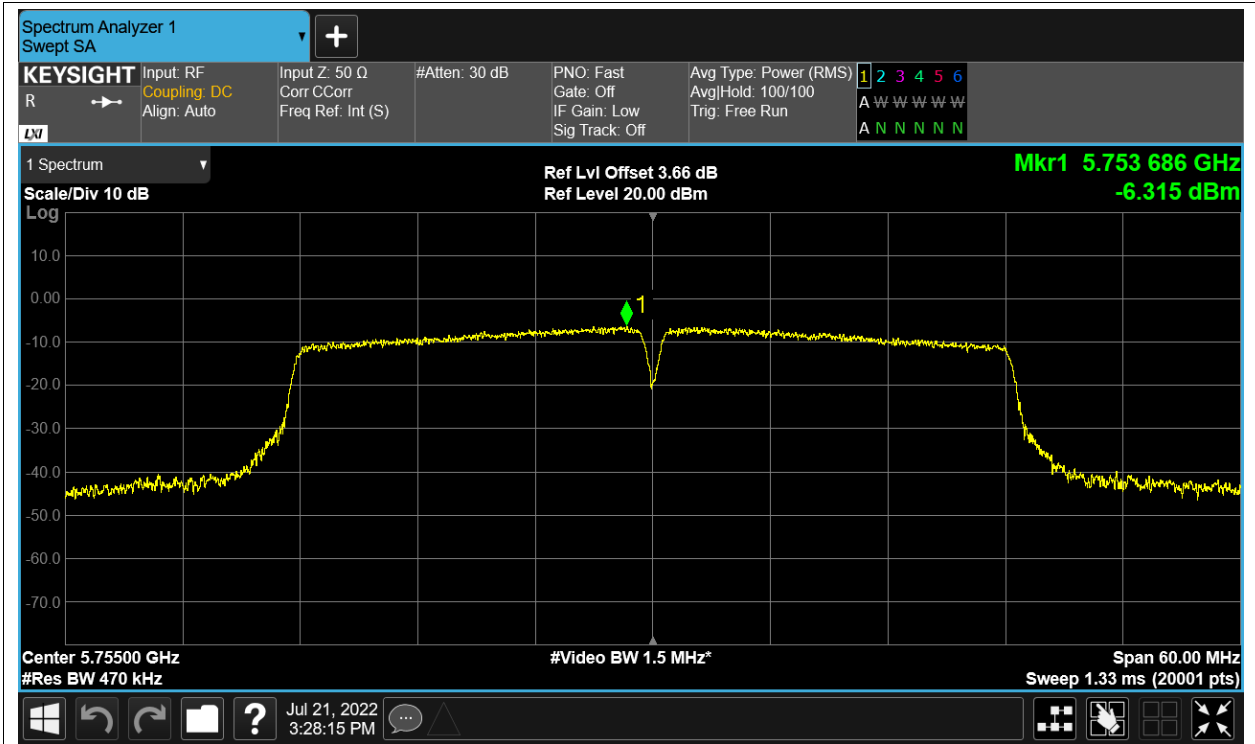 Spectrum Analyzer 1
Swept SA
KEYSIGHT
R
LXI
Input: RF
Coupling: DC
Align: Auto
Input Z: 50 Ω
Corr CCorr
Freq Ref: Int (S)
#Atten: 30 dB
PNO: Fast
Gate: Off
IF Gain: Low
Sig Track: Off
Avg Type: Power (RMS)
Avg|Hold: 100/100
Trig: Free Run
1 2 3 4 5 6
A W W W W W
A N N N N N
1 Spectrum
Scale/Div 10 dB
Ref Lvl Offset 3.66 dB
Ref Level 20.00 dBm
Mkr1 5.753 686 GHz
-6.315 dBm
Log
10.0
0.00
-10.0
-20.0
-30.0
-40.0
-50.0
-60.0
-70.0
1
Center 5.75500 GHz
#Res BW 470 kHz
#Video BW 1.5 MHz*
Span 60.00 MHz
Sweep 1.33 ms (20001 pts)
?
Jul 21, 2022
3:28:15 PM